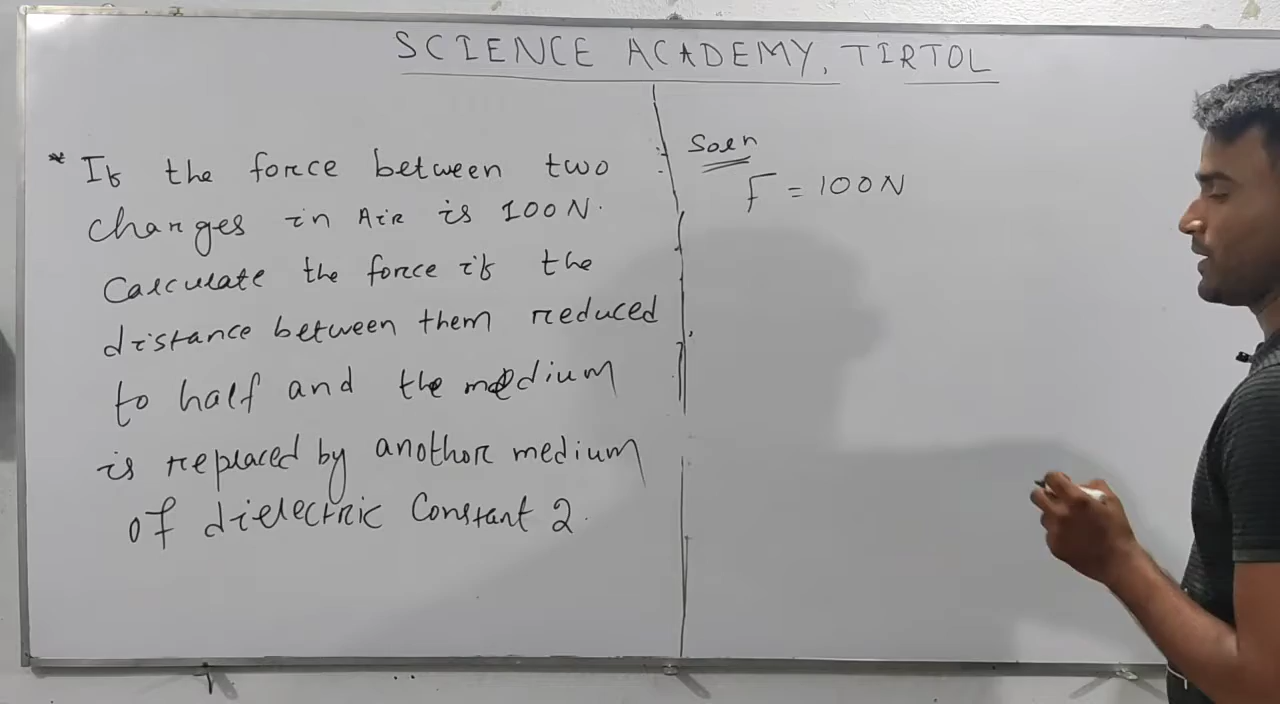 SCIENCE ACADEMY, TIRTOL
* If the force between two
charges in Air is 100N.
Calculate the force if the
distance between them reduced
to half and the medium
is replaced by another medium
of dielectric Constant 2.
Soln
F = 100N